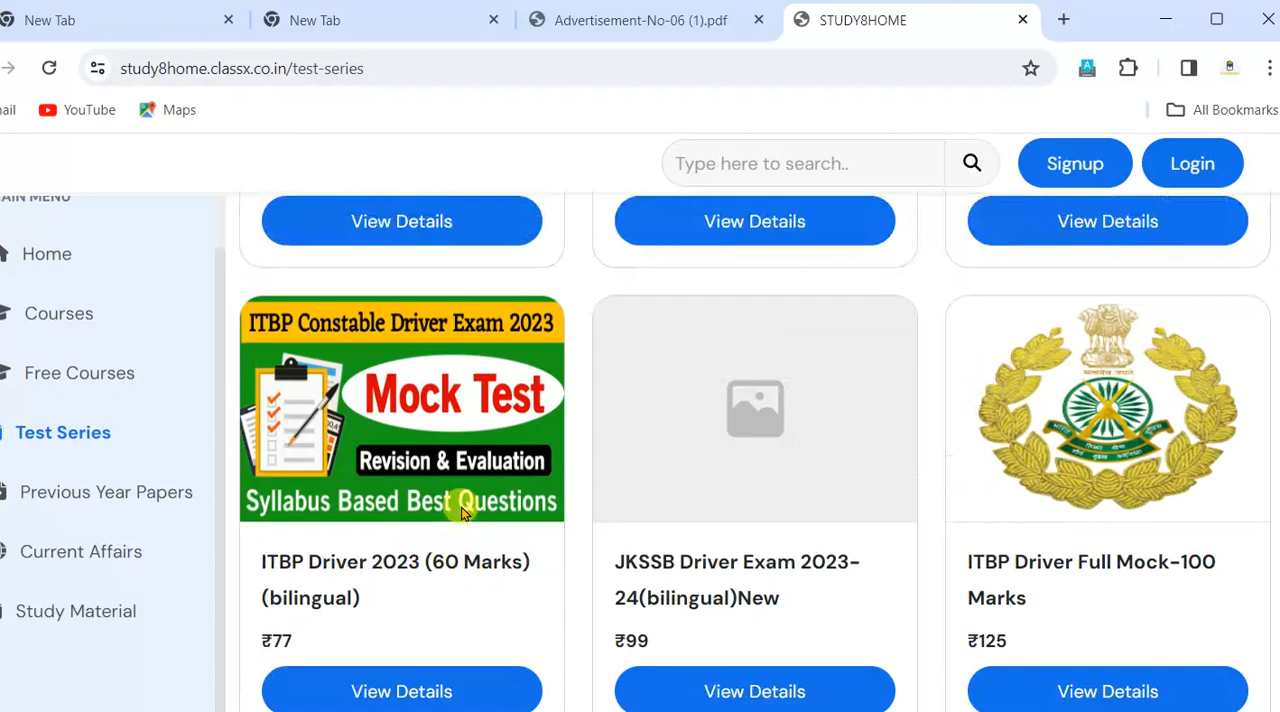 New Tab
New Tab
Advertisement-No-06 (1).pdf
STUDY8HOME
study8home.classx.co.in/test-series
YouTube
Maps
All Bookmarks
Type here to search..
Signup
Login
Home
Courses
Free Courses
Test Series
Previous Year Papers
Current Affairs
Study Material
View Details
View Details
View Details
ITBP Constable Driver Exam 2023
Mock Test
Revision & Evaluation
Syllabus Based Best Questions
ITBP Driver 2023 (60 Marks)
(bilingual)
₹77
View Details
JKSSB Driver Exam 2023-
24(bilingual)New
₹99
View Details
ITBP Driver Full Mock-100
Marks
₹125
View Details